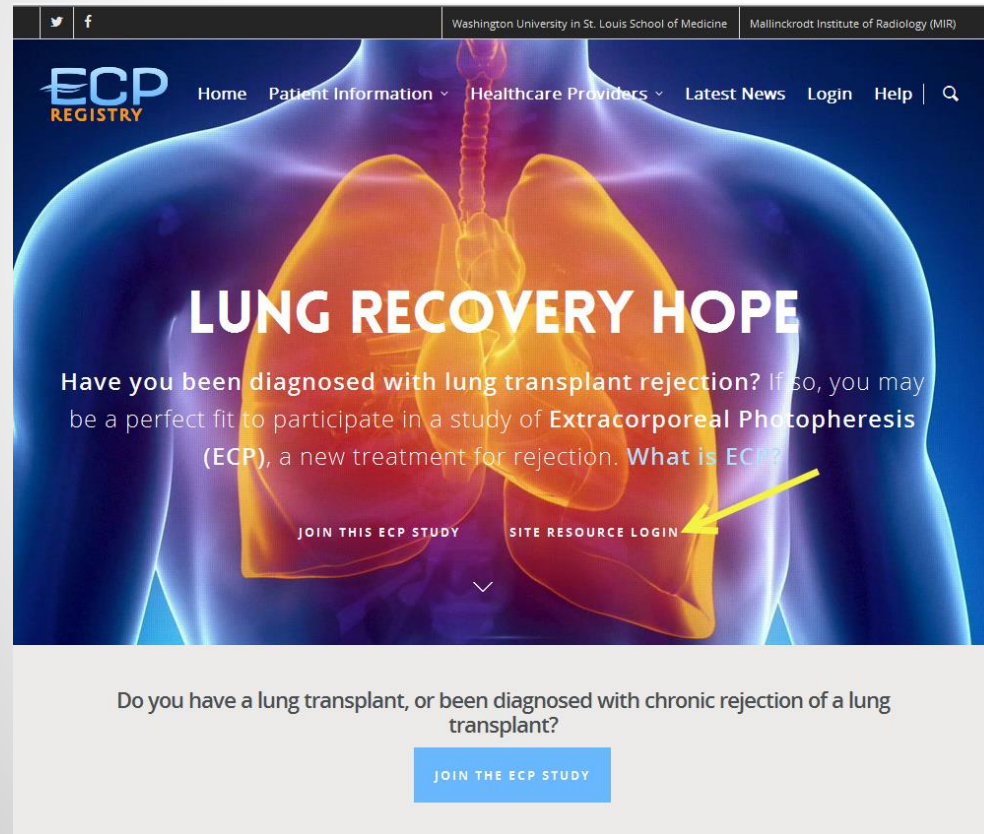 Washington University in St. Louis School of Medicine Mallinckrodt Institute of Radiology (MIR)
ECP
REGISTRY
Home Patient Information Healthcare Providers Latest News Login Help
LUNG RECOVERY HOPE
Have you been diagnosed with lung transplant rejection? If so, you may
be a perfect fit to participate in a study of Extracorporeal Photopheresis
(ECP), a new treatment for rejection. What is ECP?
JOIN THIS ECP STUDY SITE RESOURCE LOGIN
Do you have a lung transplant, or been diagnosed with chronic rejection of a lung
transplant?
JOIN THE ECP STUDY